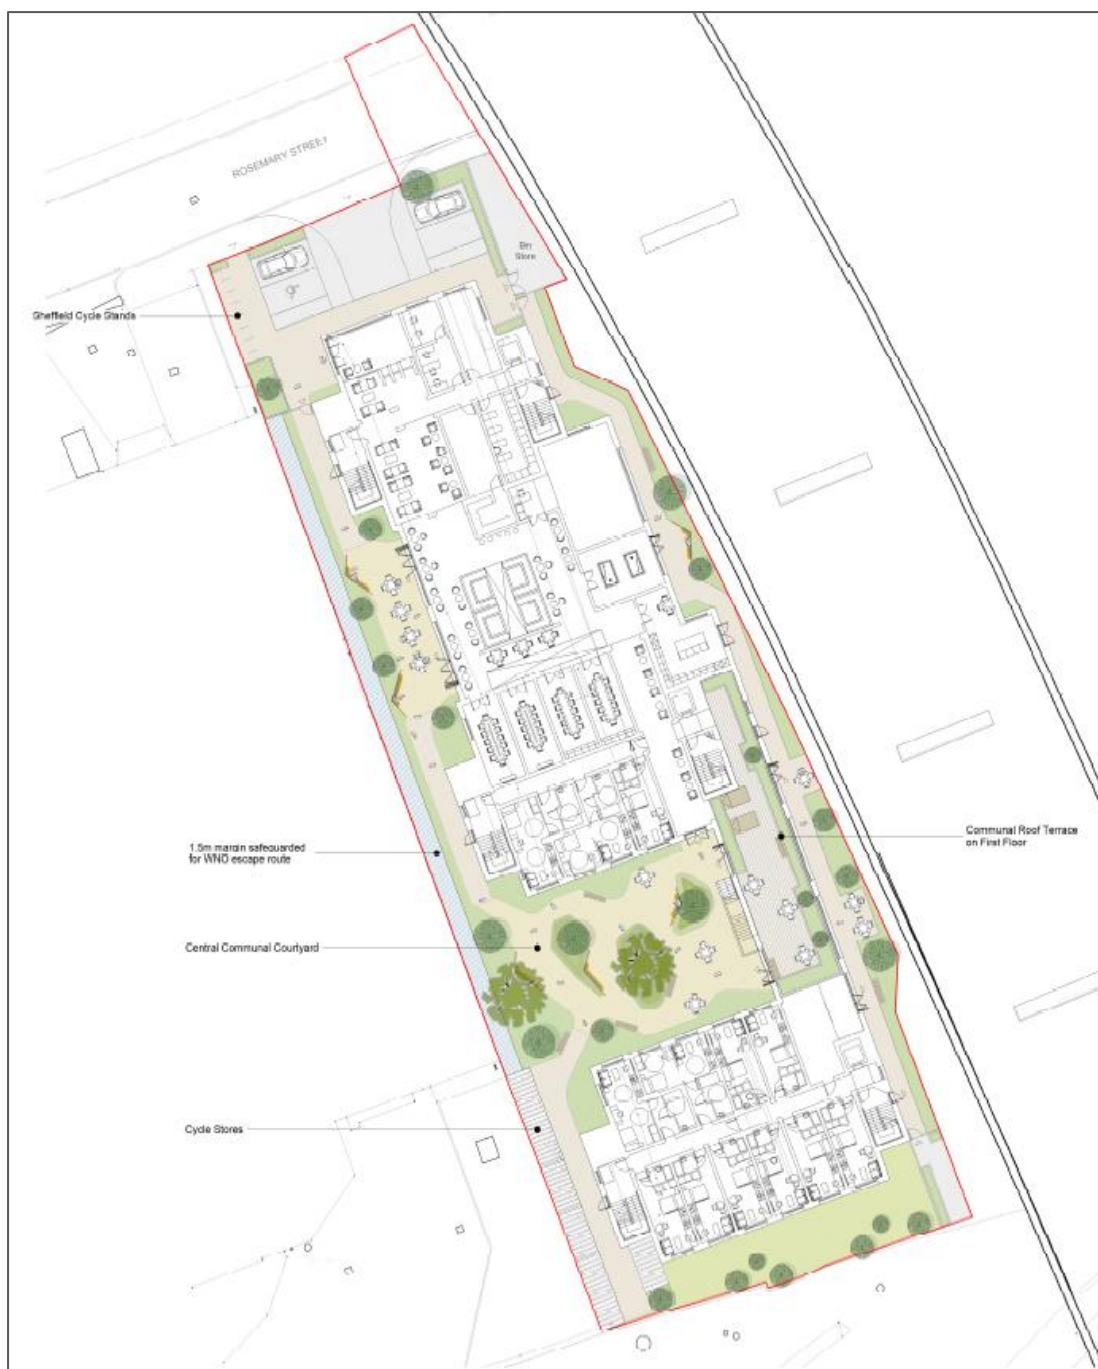 ROSEMARY STREET
Bin
Store
Sheffield Cycle Stands
1.5m margin safeguarded
for WND escape route
Communal Roof Terrace
on First Floor
Central Communal Courtyard
Cycle Stores